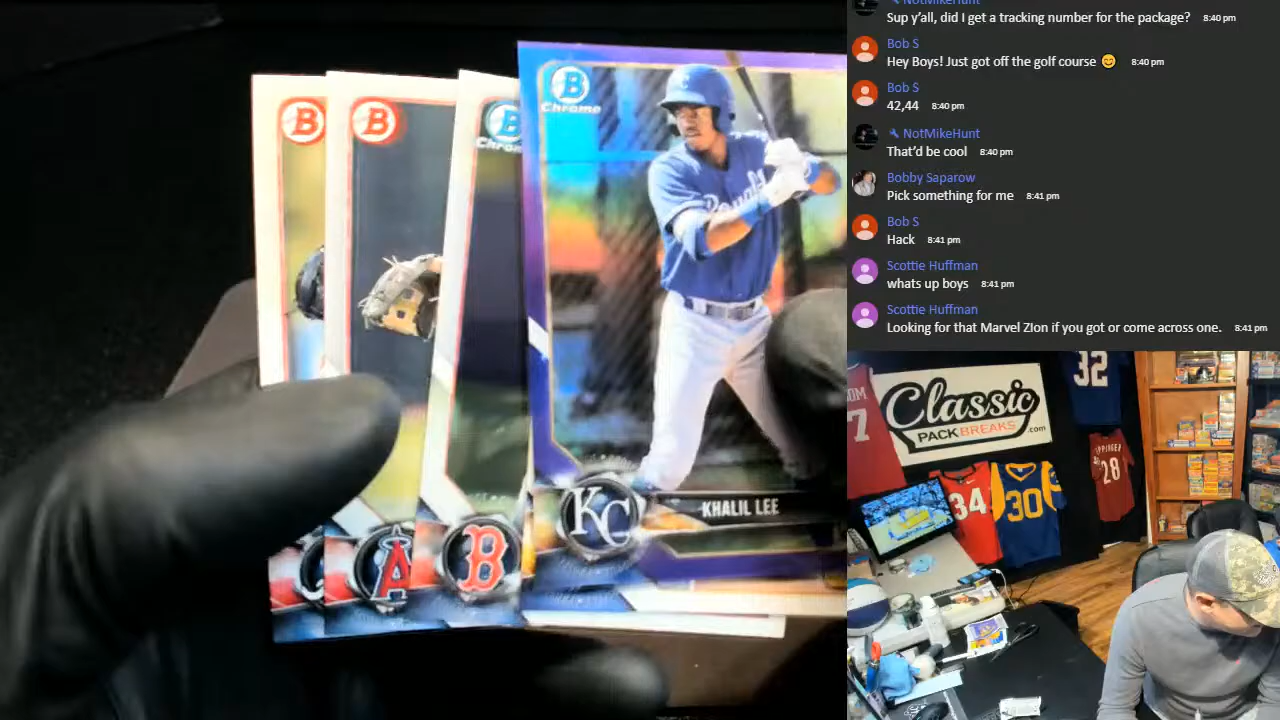 NotMikeHunt
Sup y'all, did I get a tracking number for the package? 8:40 pm
Bob S
Hey Boys! Just got off the golf course 😊 8:40 pm
Bob S
42,44 8:40 pm
NotMikeHunt
That'd be cool 8:40 pm
Bobby Saparow
Pick something for me 8:41 pm
Bob S
Hack 8:41 pm
Scottie Huffman
whats up boys 8:41 pm
Scottie Huffman
Looking for that Marvel ZIon if you got or come across one. 8:41 pm
B
B
B
Chrome
B
Chrome
Royals
KC
KHALIL LEE
A
B
Classic
PACKBREAKS.com
32
7
34
30
28